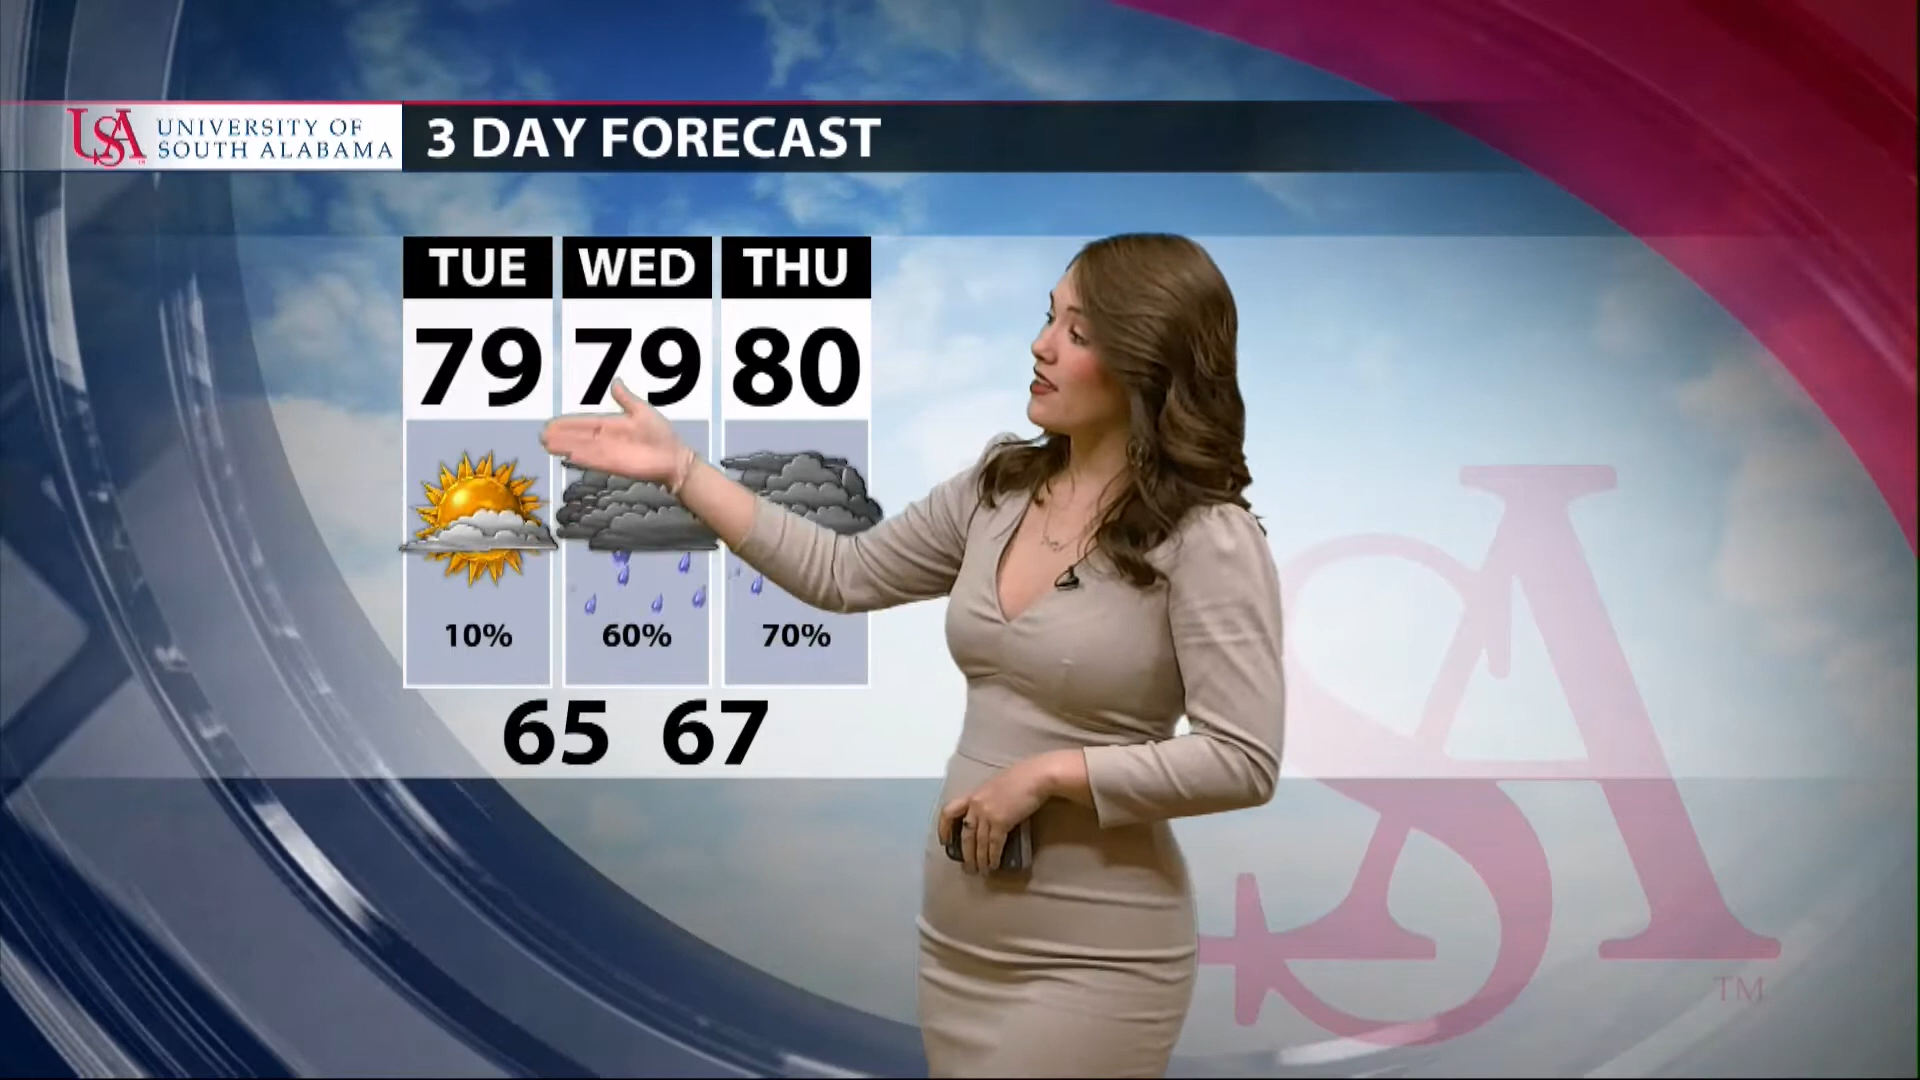 USA
UNIVERSITY OF
SOUTH ALABAMA
3 DAY FORECAST
TUE WED THU
79 79 80
10% 60% 70%
65 67
USA
TM